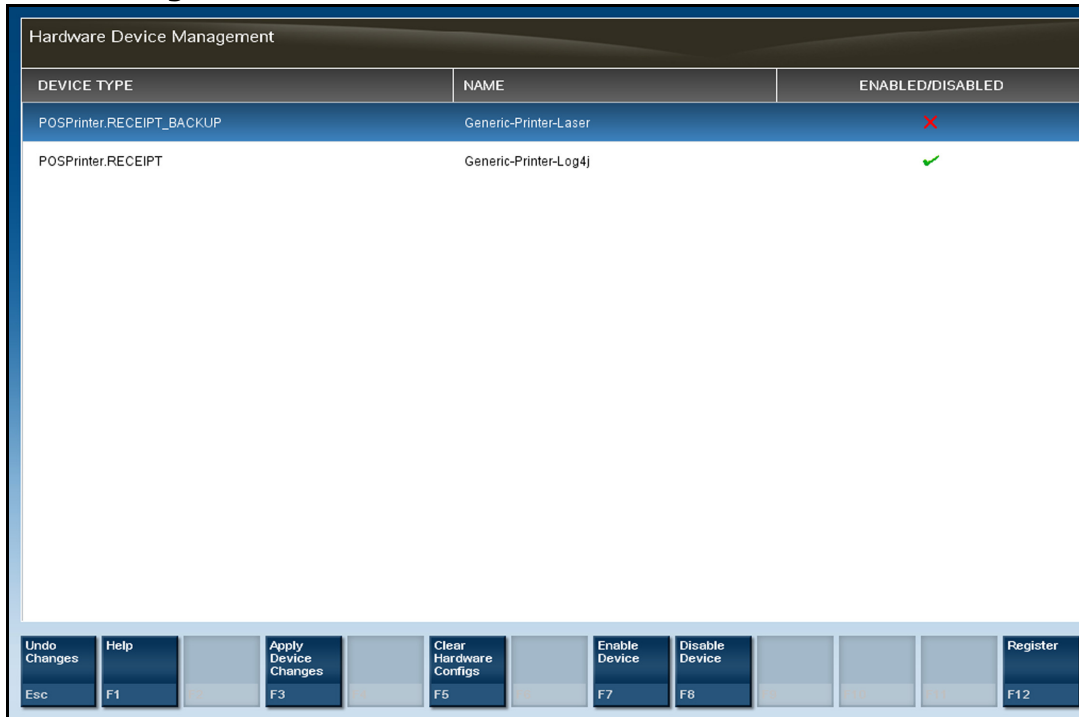 Hardware Device Management
DEVICE TYPE NAME ENABLED/DISABLED
POSPrinter.RECEIPT_BACKUP Generic-Printer-Laser
POSPrinter.RECEIPT Generic-Printer-Log4j
Undo Changes Esc
Help F1
Apply Device Changes F3
Clear Hardware Configs F5
Enable Device F7
Disable Device F8
Register F12